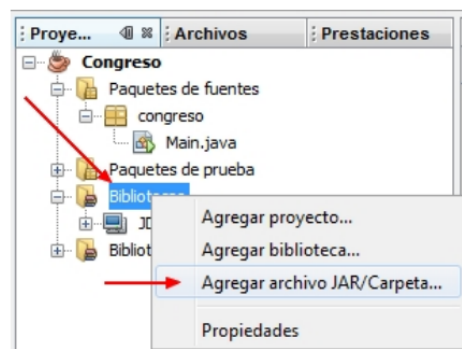 Proye... Archivos Prestaciones
Congreso
Paquetes de fuentes
congreso
Main.java
Paquetes de prueba
Agregar proyecto...
Agregar biblioteca...
Agregar archivo JAR/Carpeta...
Propiedades